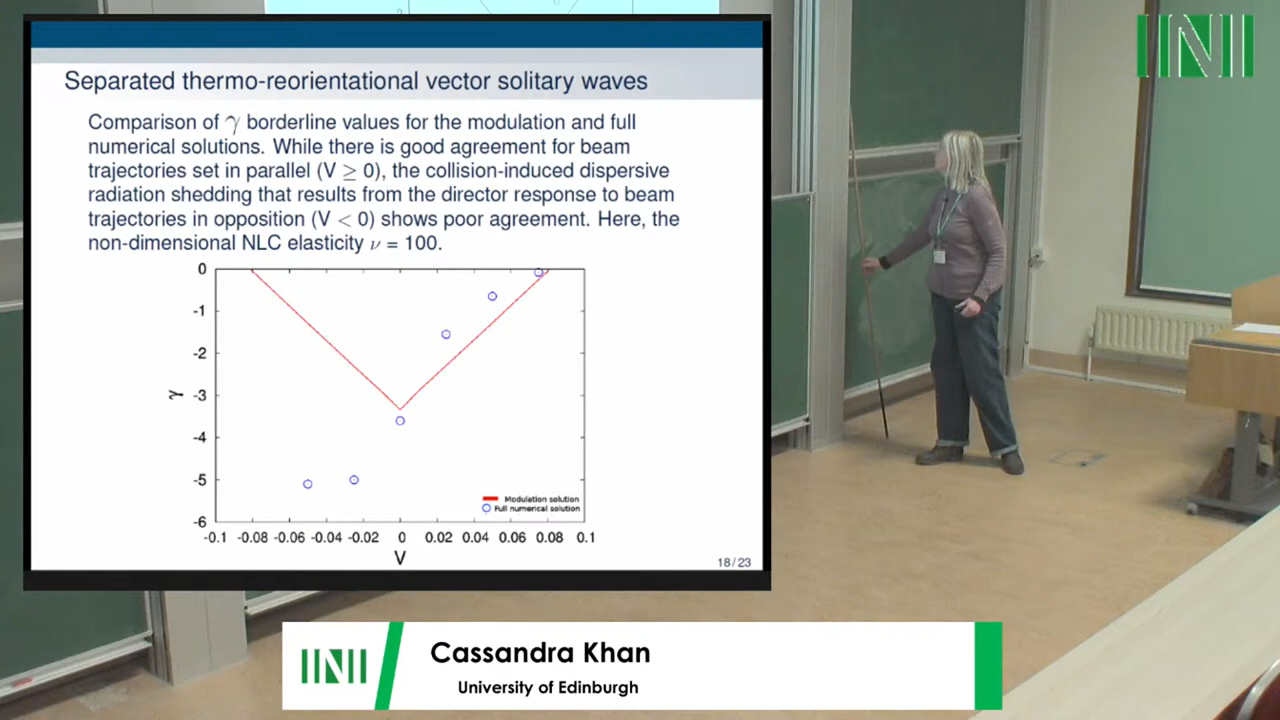 INI
Separated thermo-reorientational vector solitary waves
Comparison of γ borderline values for the modulation and full
numerical solutions. While there is good agreement for beam
trajectories set in parallel (V ≥ 0), the collision-induced dispersive
radiation shedding that results from the director response to beam
trajectories in opposition (V < 0) shows poor agreement. Here, the
non-dimensional NLC elasticity ν = 100.
0
-1
-2
-3
-4
-5
-6
γ
Modulation solution
Full numerical solution
-0.1 -0.08 -0.06 -0.04 -0.02 0 0.02 0.04 0.06 0.08 0.1
V
18/23
INI
Cassandra Khan
University of Edinburgh